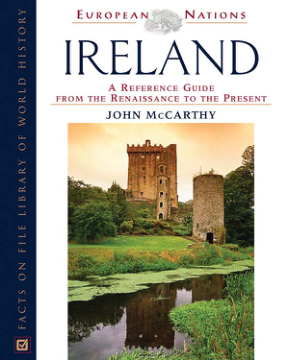 EUROPEAN NATIONS
IRELAND
A REFERENCE GUIDE
FROM THE RENAISSANCE TO THE PRESENT
JOHN MCCARTHY
FACTS ON FILE LIBRARY OF WORLD HISTORY